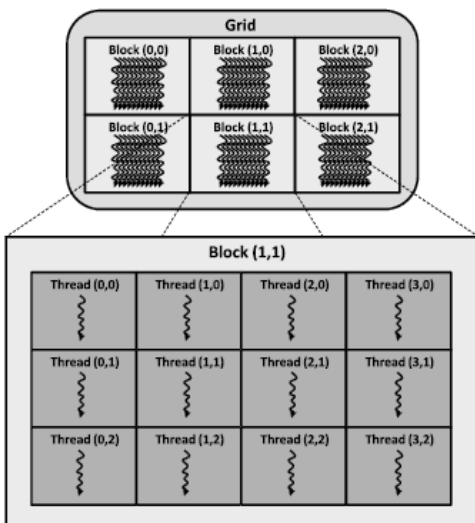 Grid
Block (0,0) Block (1,0) Block (2,0)
Block (0,1) Block (1,1) Block (2,1)
Block (1,1)
Thread (0,0) Thread (1,0) Thread (2,0) Thread (3,0)
Thread (0,1) Thread (1,1) Thread (2,1) Thread (3,1)
Thread (0,2) Thread (1,2) Thread (2,2) Thread (3,2)